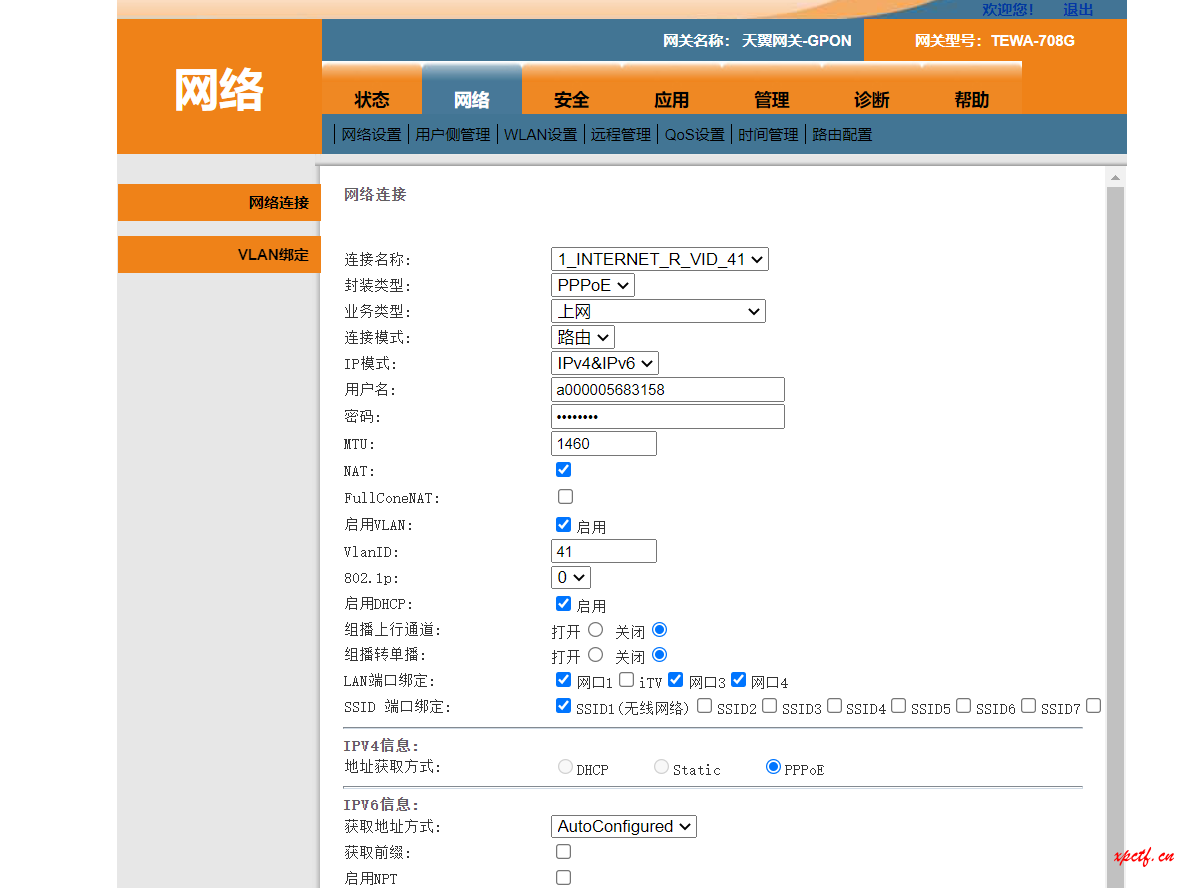 欢迎您! 退出
网关名称: 天翼网关-GPON 网关型号: TEWA-708G
网络
状态 网络 安全 应用 管理 诊断 帮助
网络设置 用户侧管理 WLAN设置 远程管理 QoS设置 时间管理 路由配置
网络连接
VLAN绑定
网络连接
连接名称: 1_INTERNET_R_VID_41
封装类型: PPPoE
业务类型: 上网
连接模式: 路由
IP模式: IPv4&IPv6
用户名: a000005683158
密码: ••••••••
MTU: 1460
NAT:
FullConeNAT:
启用VLAN: 启用
VlanID: 41
802.1p: 0
启用DHCP: 启用
组播上行通道: 打开 关闭
组播转单播: 打开 关闭
LAN端口绑定: 网口1 iTV 网口3 网口4
SSID 端口绑定: SSID1(无线网络) SSID2 SSID3 SSID4 SSID5 SSID6 SSID7
IPV4信息:
地址获取方式: DHCP Static PPPoE
IPV6信息:
获取地址方式: AutoConfigured
获取前缀:
启用NPT
xpctf.cn